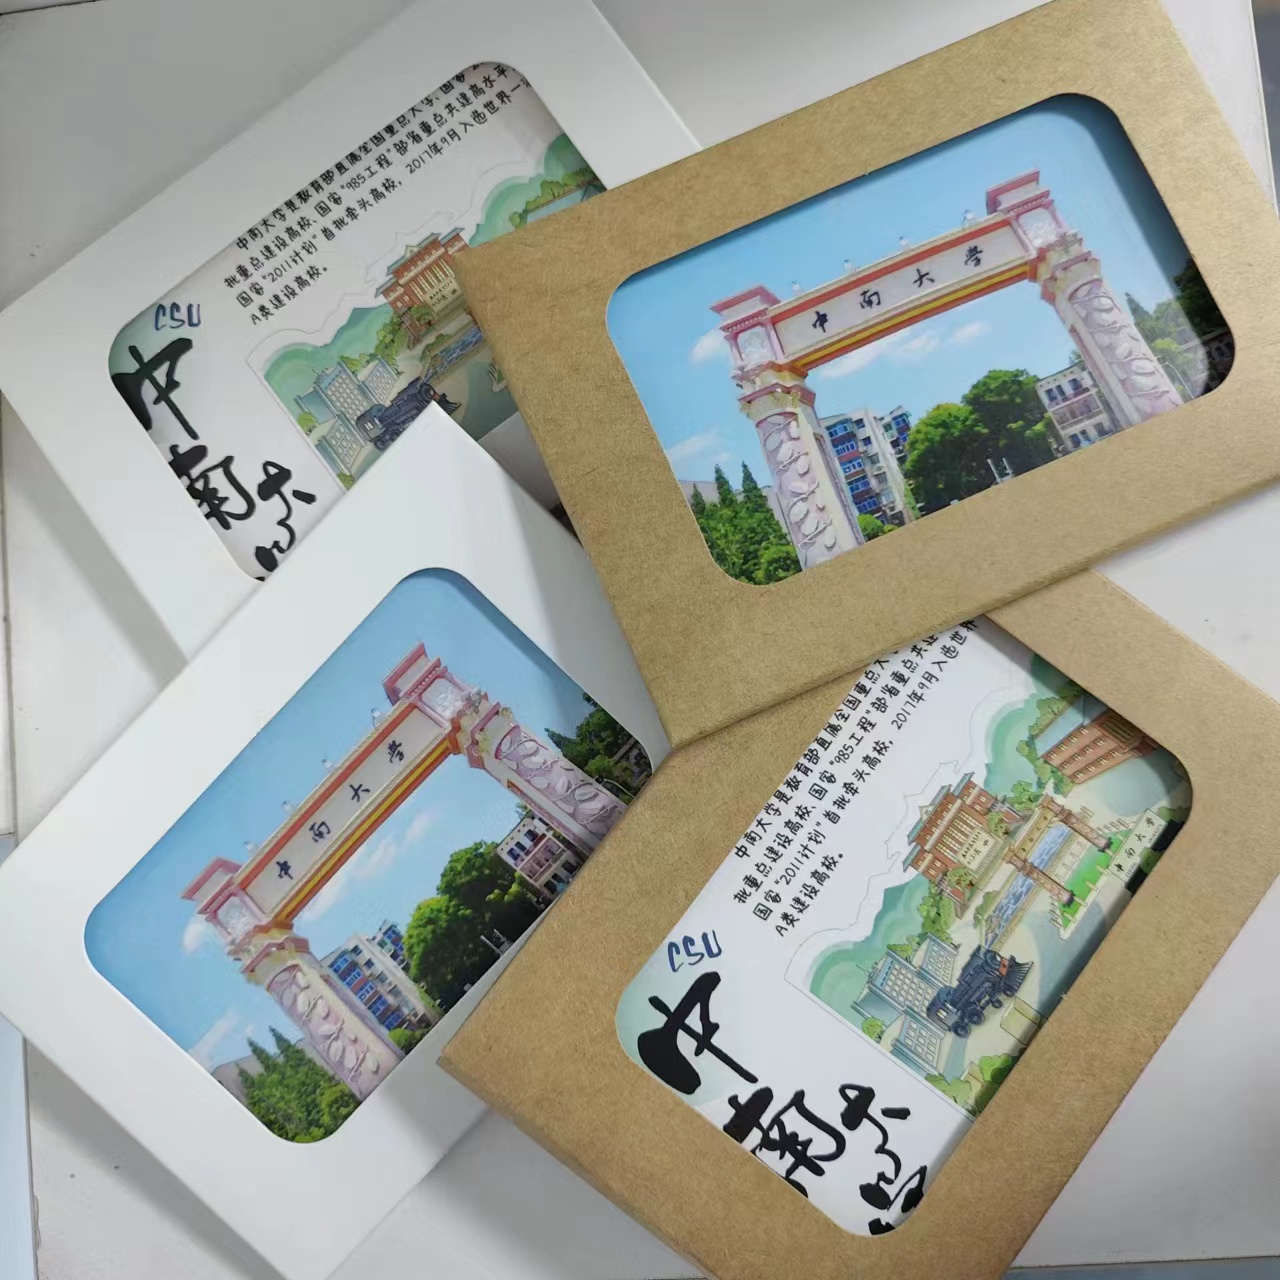 中南大学是教育部直属全国重点大学、国家
批重点建设高校、国家"985工程"部省重点共建高水平
国家"2011计划"首批牵头高校，2017年9月入选世界一
A类建设高校。
CSU
中南大学
中南大学
中南大学
中南大学是教育部直属全国重点大
批重点建设高校、国家"985工程"部省重点共建
国家"2011计划"首批牵头高校，2017年9月入选世界
A类建设高校。
中南大学
CSU
中南大学